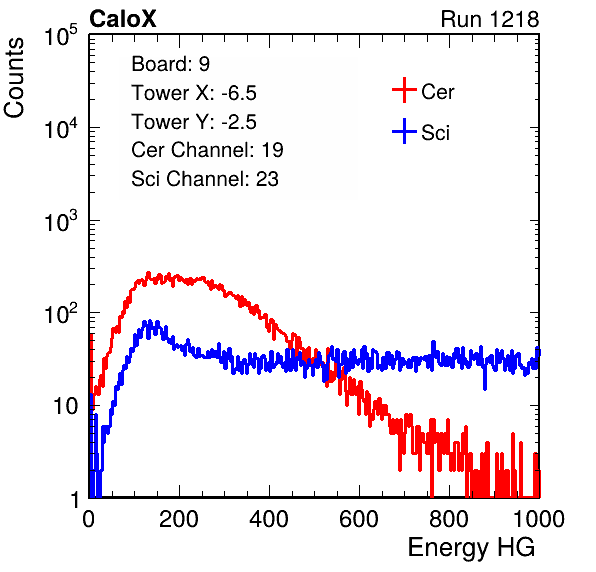 CaloX Run 1218
Counts
10^5
10^4
10^3
10^2
10
1
Board: 9
Tower X: -6.5
Tower Y: -2.5
Cer Channel: 19
Sci Channel: 23
Cer
Sci
0 200 400 600 800 1000
Energy HG